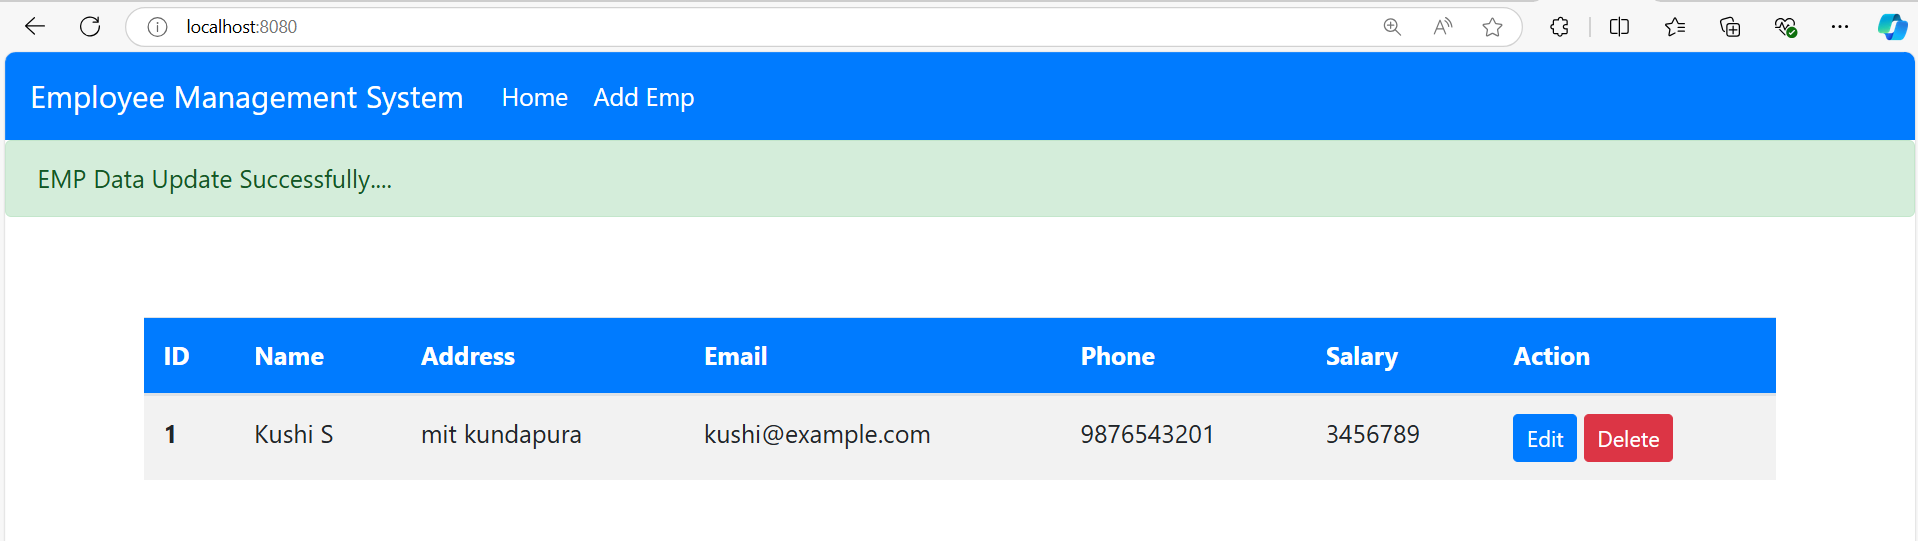 localhost:8080
Employee Management System Home Add Emp
EMP Data Update Successfully....
ID Name Address Email Phone Salary Action
1 Kushi S mit kundapura kushi@example.com 9876543201 3456789 Edit Delete